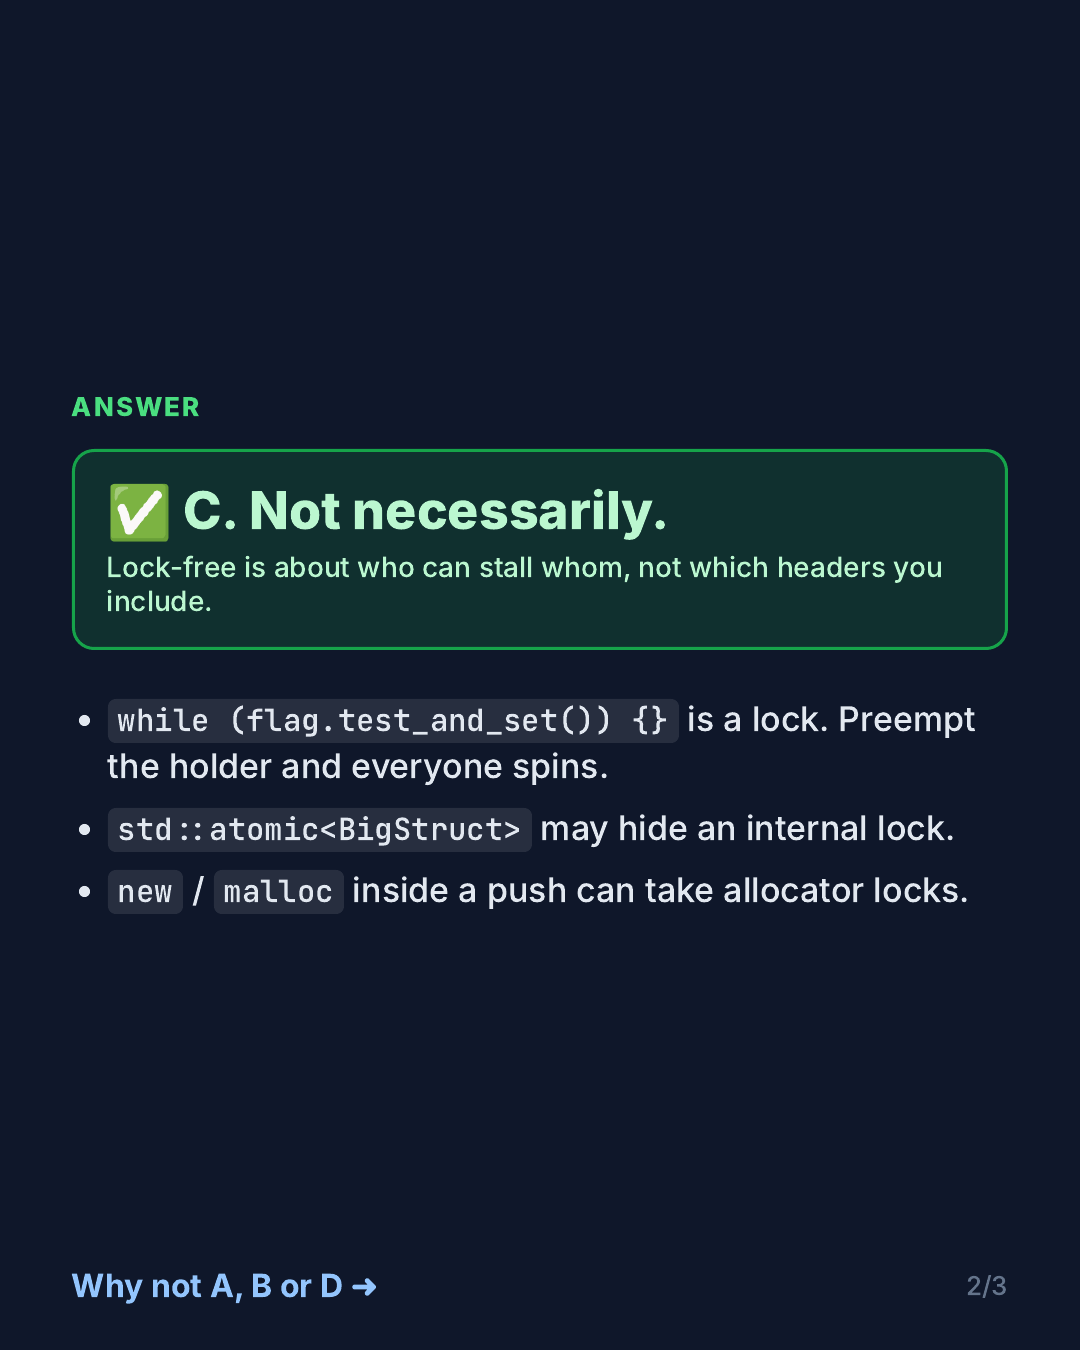 ANSWER
✅ C. Not necessarily.
Lock-free is about who can stall whom, not which headers you
include.
• while (flag.test_and_set()) {} is a lock. Preempt
the holder and everyone spins.
• std::atomic<BigStruct> may hide an internal lock.
• new / malloc inside a push can take allocator locks.
Why not A, B or D ➜
2/3